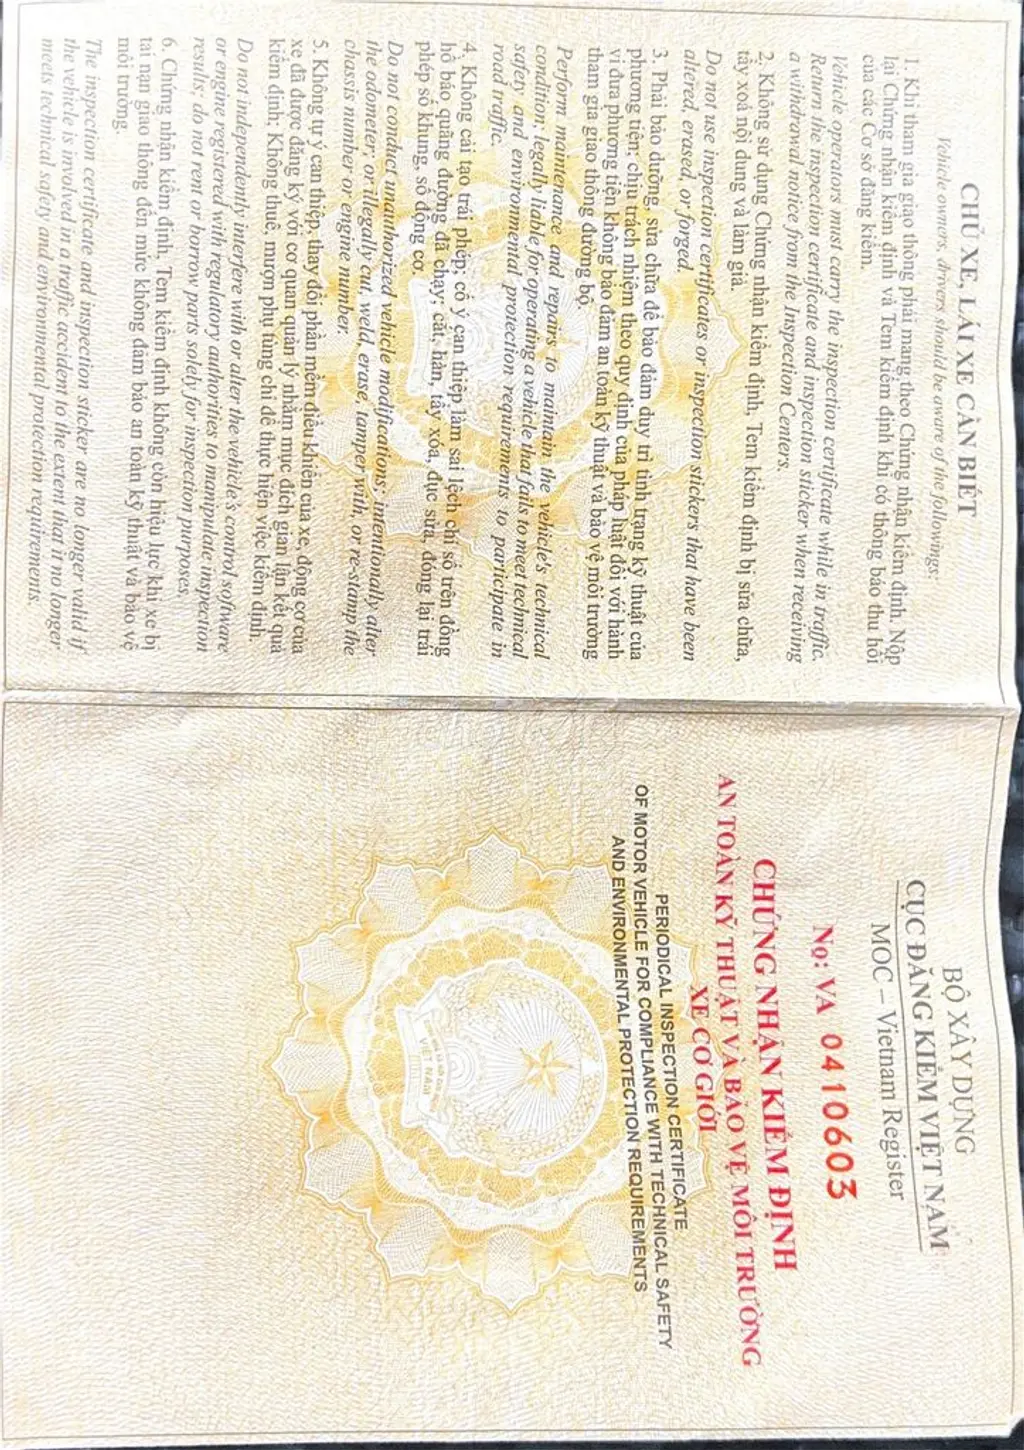 CHỦ XE, LÁI XE CẦN BIẾT
Vehicle owners, drivers should be aware of the followings:
1. Khi tham gia giao thông phải mang theo Chứng nhận kiểm định. Nộp
lại Chứng nhận kiểm định và Tem kiểm định khi có thông báo thu hồi
của các Cơ sở đăng kiểm.
Vehicle operators must carry the inspection certificate while in traffic.
Return the inspection certificate and inspection sticker when receiving
a withdrawal notice from the Inspection Centers.
2. Không sử dụng Chứng nhận kiểm định, Tem kiểm định bị sửa chữa,
tẩy xoá nội dung và làm giả.
Do not use inspection certificates or inspection stickers that have been
altered, erased, or forged.
3. Phải bảo dưỡng, sửa chữa để bảo đảm duy trì tình trạng kỹ thuật của
phương tiện; chịu trách nhiệm theo quy định của pháp luật đối với hành
vi đưa phương tiện không bảo đảm an toàn kỹ thuật và bảo vệ môi trường
tham gia giao thông đường bộ.
Perform maintenance and repairs to maintain the vehicle's technical
condition; legally liable for operating a vehicle that fails to meet technical
safety and environmental protection requirements to participate in
road traffic.
4. Không cải tạo trái phép; cố ý can thiệp làm sai lệch chỉ số trên đồng
hồ báo quãng đường đã chạy; cắt, hàn, tẩy xóa, đục sửa, đóng lại trái
phép số khung, số động cơ.
Do not conduct unauthorized vehicle modifications; intentionally alter
the odometer; or illegally cut, weld, erase, tamper with, or re-stamp the
chassis number or engine number.
5. Không tự ý can thiệp, thay đổi phần mềm điều khiển của xe, động cơ của
xe đã được đăng ký với cơ quan quản lý nhằm mục đích gian lận kết quả
kiểm định; Không thuê, mượn phụ tùng chỉ để thực hiện việc kiểm định.
Do not independently interfere with or alter the vehicle's control software
or engine registered with regulatory authorities to manipulate inspection
results; do not rent or borrow parts solely for inspection purposes.
6. Chứng nhận kiểm định, Tem kiểm định không còn hiệu lực khi xe bị
tai nạn giao thông đến mức không đảm bảo an toàn kỹ thuật và bảo vệ
môi trường.
The inspection certificate and inspection sticker are no longer valid if
the vehicle is involved in a traffic accident to the extent that it no longer
meets technical safety and environmental protection requirements.
BỘ XÂY DỰNG
CỤC ĐĂNG KIỂM VIỆT NAM
MOC – Vietnam Register
Nọ: VA 0410603
CHỨNG NHẬN KIỂM ĐỊNH
AN TOÀN KỸ THUẬT VÀ BẢO VỆ MÔI TRƯỜNG
XE CƠ GIỚI
PERIODICAL INSPECTION CERTIFICATE
OF MOTOR VEHICLE FOR COMPLIANCE WITH TECHNICAL SAFETY
AND ENVIRONMENTAL PROTECTION REQUIREMENTS
VIỆT NAM